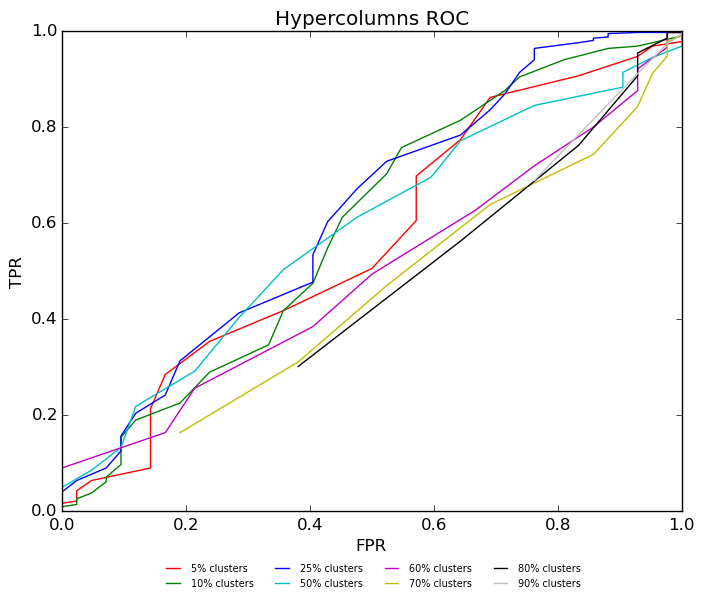 Hypercolumns ROC
1.0
0.8
0.6
0.4
0.2
0.0
TPR
0.0 0.2 0.4 0.6 0.8 1.0
FPR
5% clusters 25% clusters 60% clusters 80% clusters
10% clusters 50% clusters 70% clusters 90% clusters